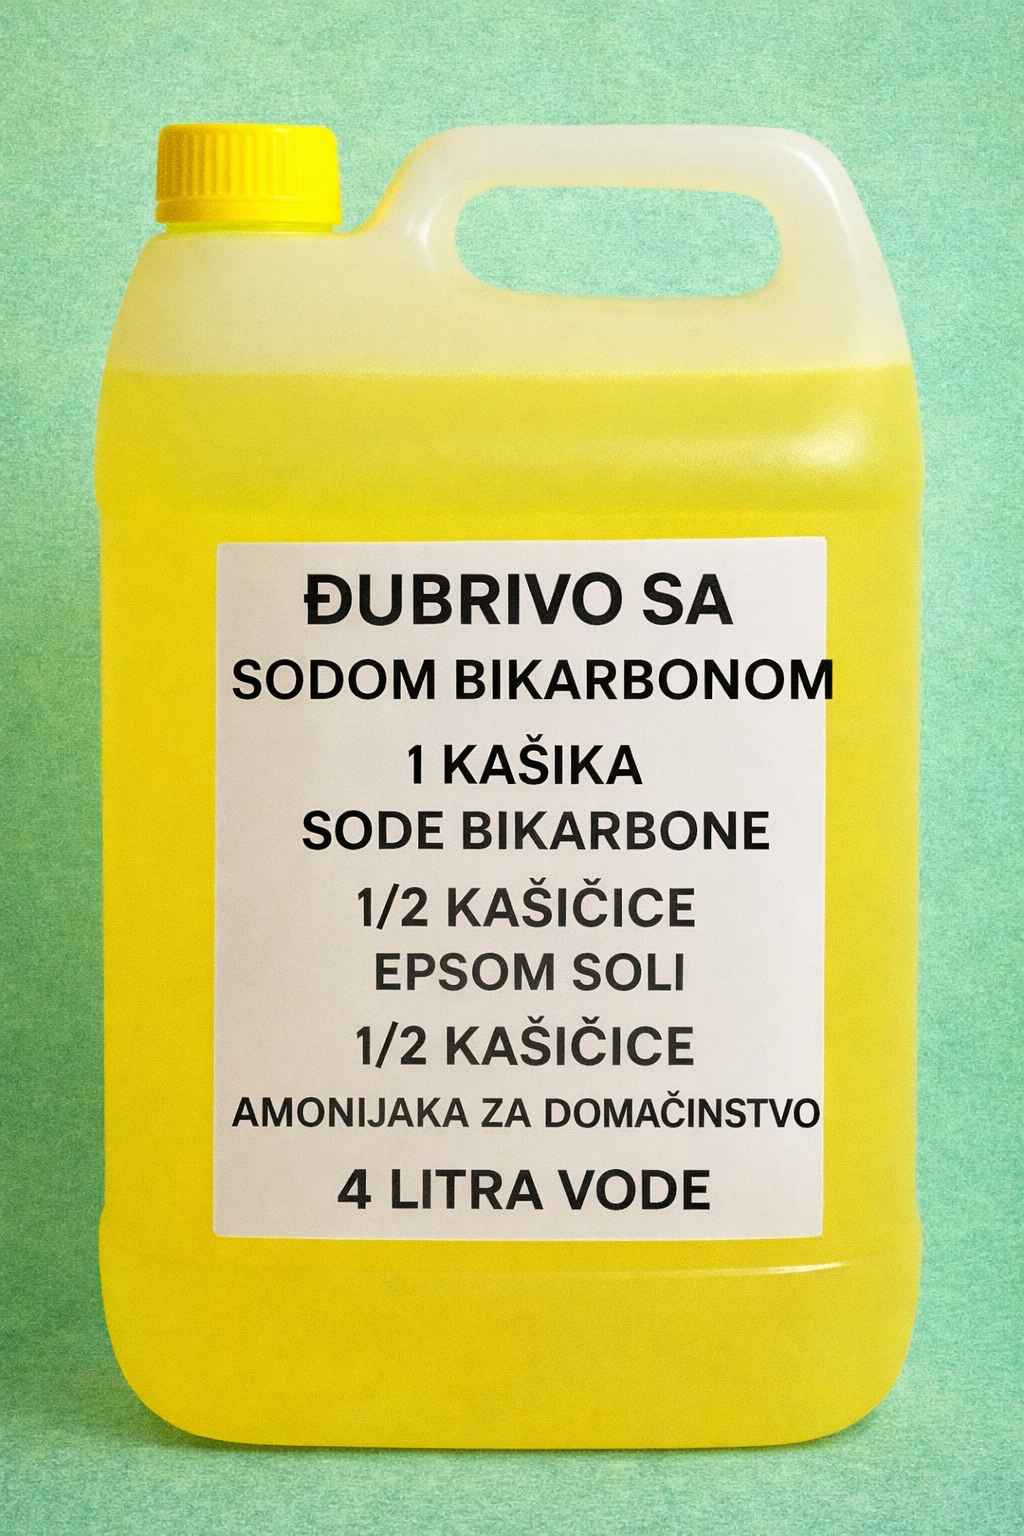 ĐUBRIVO SA
SODOM BIKARBONOM
1 KAŠIKA
SODE BIKARBONE
1/2 KAŠIČICE
EPSOM SOLI
1/2 KAŠIČICE
AMONIJAKA ZA DOMAČINSTVO
4 LITRA VODE